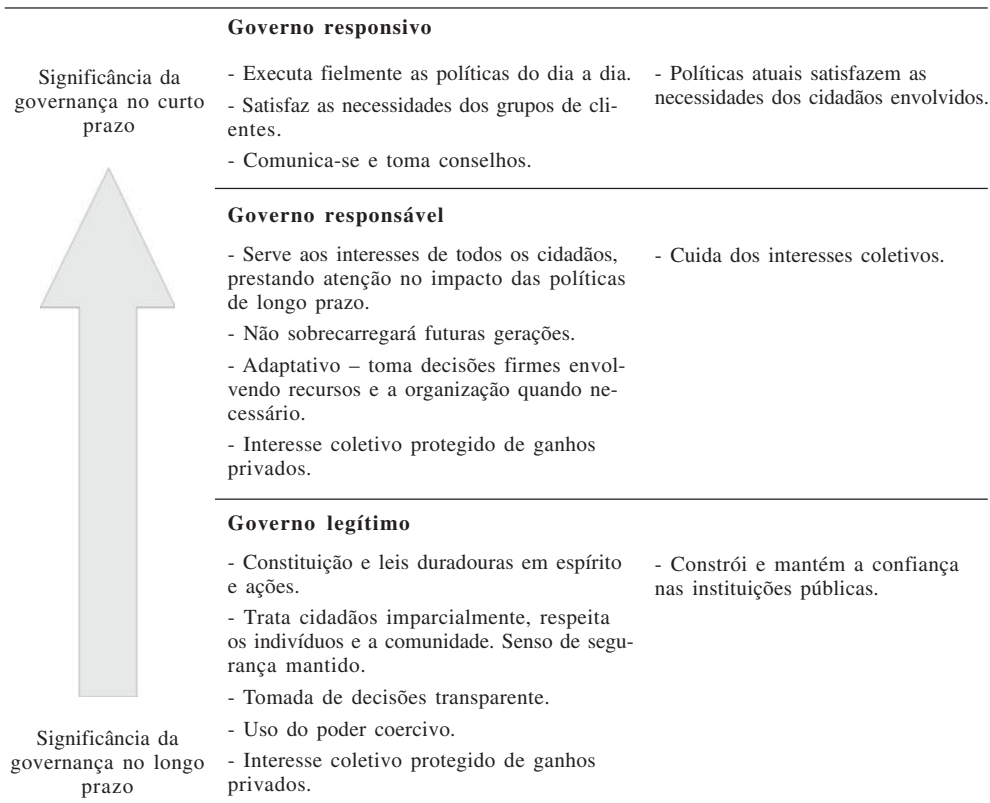 Governo responsivo
Significância da
governança no curto
prazo
- Executa fielmente as políticas do dia a dia.
- Satisfaz as necessidades dos grupos de cli-
entes.
- Comunica-se e toma conselhos.
- Políticas atuais satisfazem as
necessidades dos cidadãos envolvidos.
Governo responsável
- Serve aos interesses de todos os cidadãos,
prestando atenção no impacto das políticas
de longo prazo.
- Não sobrecarregará futuras gerações.
- Adaptativo – toma decisões firmes envol-
vendo recursos e a organização quando ne-
cessário.
- Interesse coletivo protegido de ganhos
privados.
- Cuida dos interesses coletivos.
Governo legítimo
- Constituição e leis duradouras em espírito
e ações.
- Trata cidadãos imparcialmente, respeita
os indivíduos e a comunidade. Senso de segu-
rança mantido.
- Tomada de decisões transparente.
- Uso do poder coercivo.
- Interesse coletivo protegido de ganhos
privados.
- Constrói e mantém a confiança
nas instituições públicas.
Significância da
governança no longo
prazo